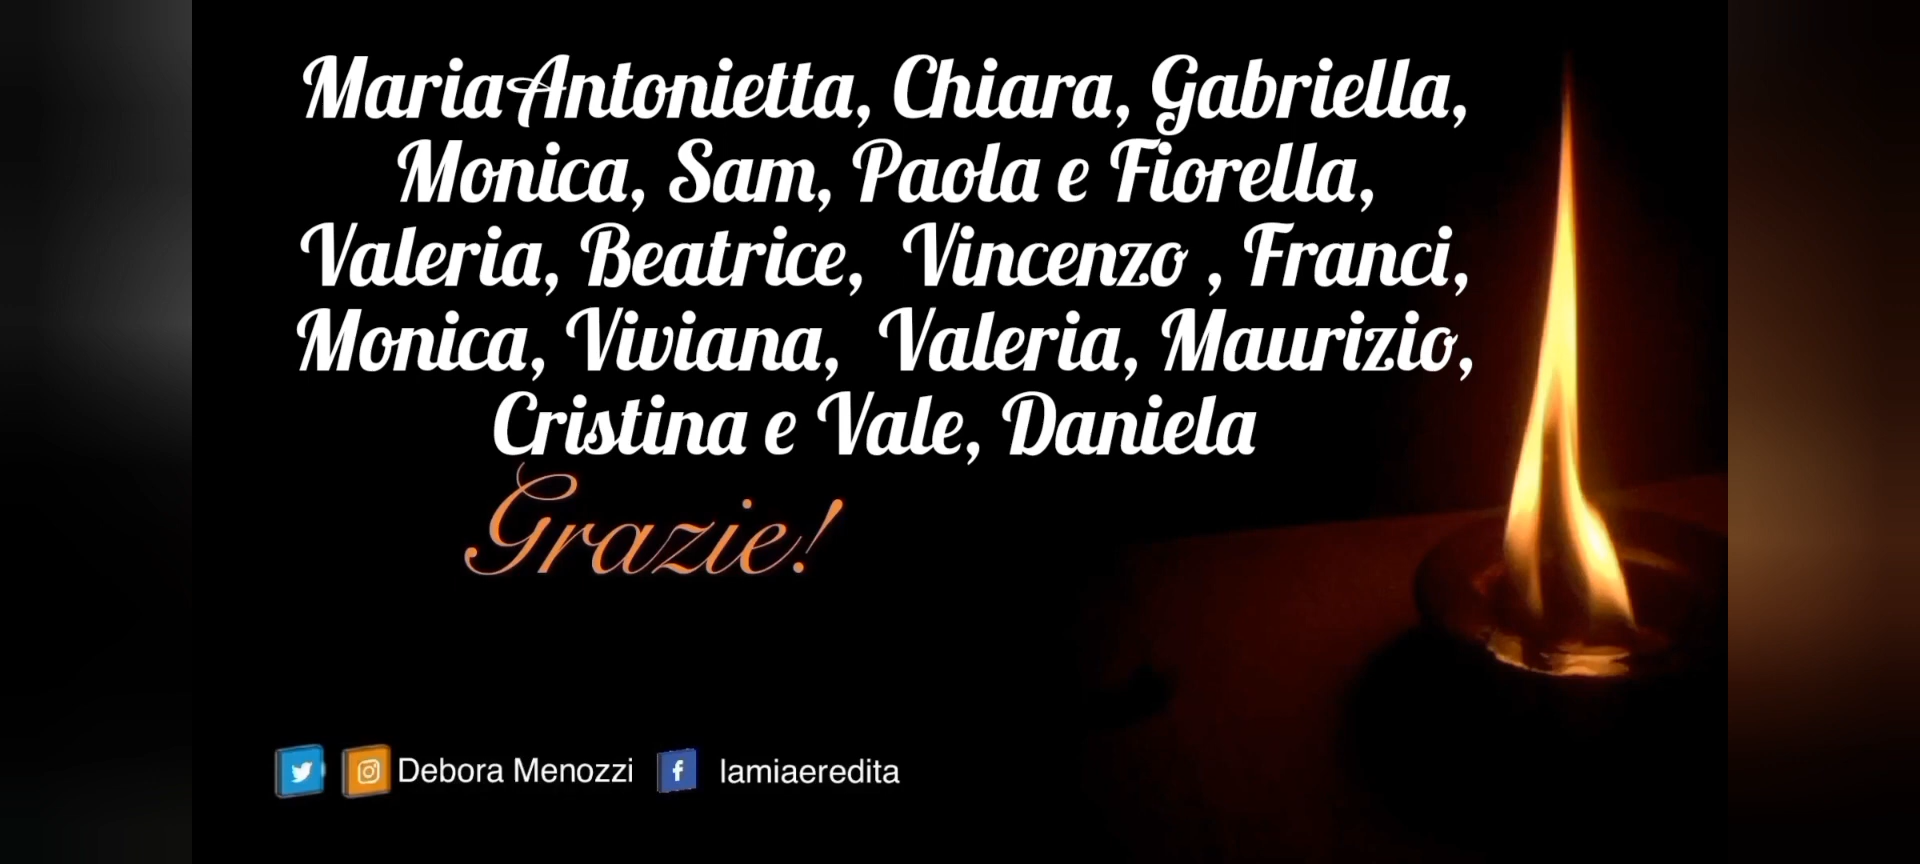 MariaAntonietta, Chiara, Gabriella,
Monica, Sam, Paola e Fiorella,
Valeria, Beatrice, Vincenzo , Franci,
Monica, Viviana, Valeria, Maurizio,
Cristina e Vale, Daniela
Grazie!
Debora Menozzi lamiaeredita